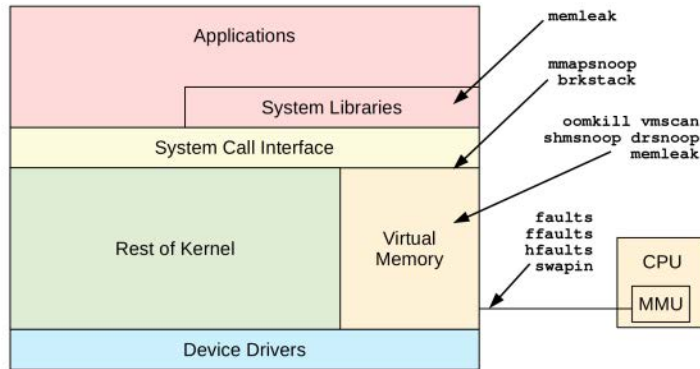 Applications
System Libraries
System Call Interface
Rest of Kernel
Virtual
Memory
Device Drivers
memleak
mmapsnoop
brkstack
oomkill vmscan
shmsnoop drsnoop
memleak
faults
ffaults
hfaults
swapin
CPU
MMU